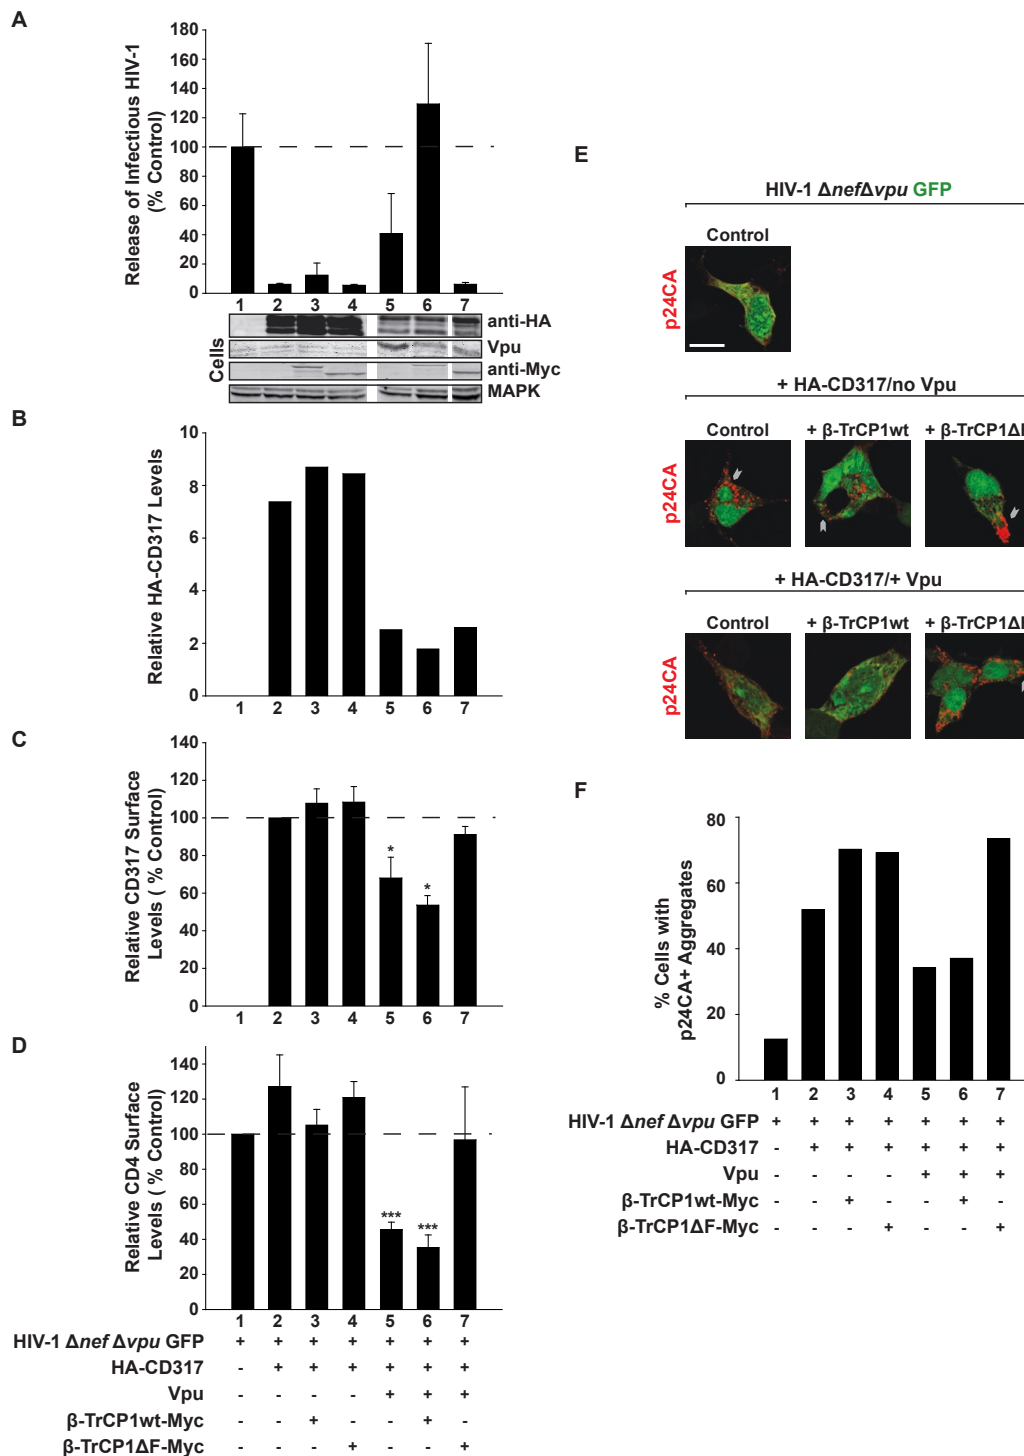 A
Release of Infectious HIV-1
(% Control)
180
160
140
120
100
80
60
40
20
0
1 2 3 4 5 6 7
Cells
anti-HA
Vpu
anti-Myc
MAPK
B
Relative HA-CD317 Levels
10
8
6
4
2
0
1 2 3 4 5 6 7
C
Relative CD317 Surface
Levels ( % Control)
140
120
100
80
60
40
20
0
* *
1 2 3 4 5 6 7
D
Relative CD4 Surface
Levels ( % Control)
140
120
100
80
60
40
20
0
*** ***
1 2 3 4 5 6 7
HIV-1 Δnef Δvpu GFP + + + + + + +
HA-CD317 - + + + + + +
Vpu - - - - + + +
β-TrCP1wt-Myc - - + - - + -
β-TrCP1ΔF-Myc - - - + - - +
E
HIV-1 ΔnefΔvpu GFP
Control
p24CA
+ HA-CD317/no Vpu
Control + β-TrCP1wt + β-TrCP1ΔF
p24CA
+ HA-CD317/+ Vpu
Control + β-TrCP1wt + β-TrCP1ΔF
p24CA
F
% Cells with
p24CA+ Aggregates
80
60
40
20
0
1 2 3 4 5 6 7
HIV-1 Δnef Δvpu GFP + + + + + + +
HA-CD317 - + + + + + +
Vpu - - - - + + +
β-TrCP1wt-Myc - - + - - + -
β-TrCP1ΔF-Myc - - - + - - +